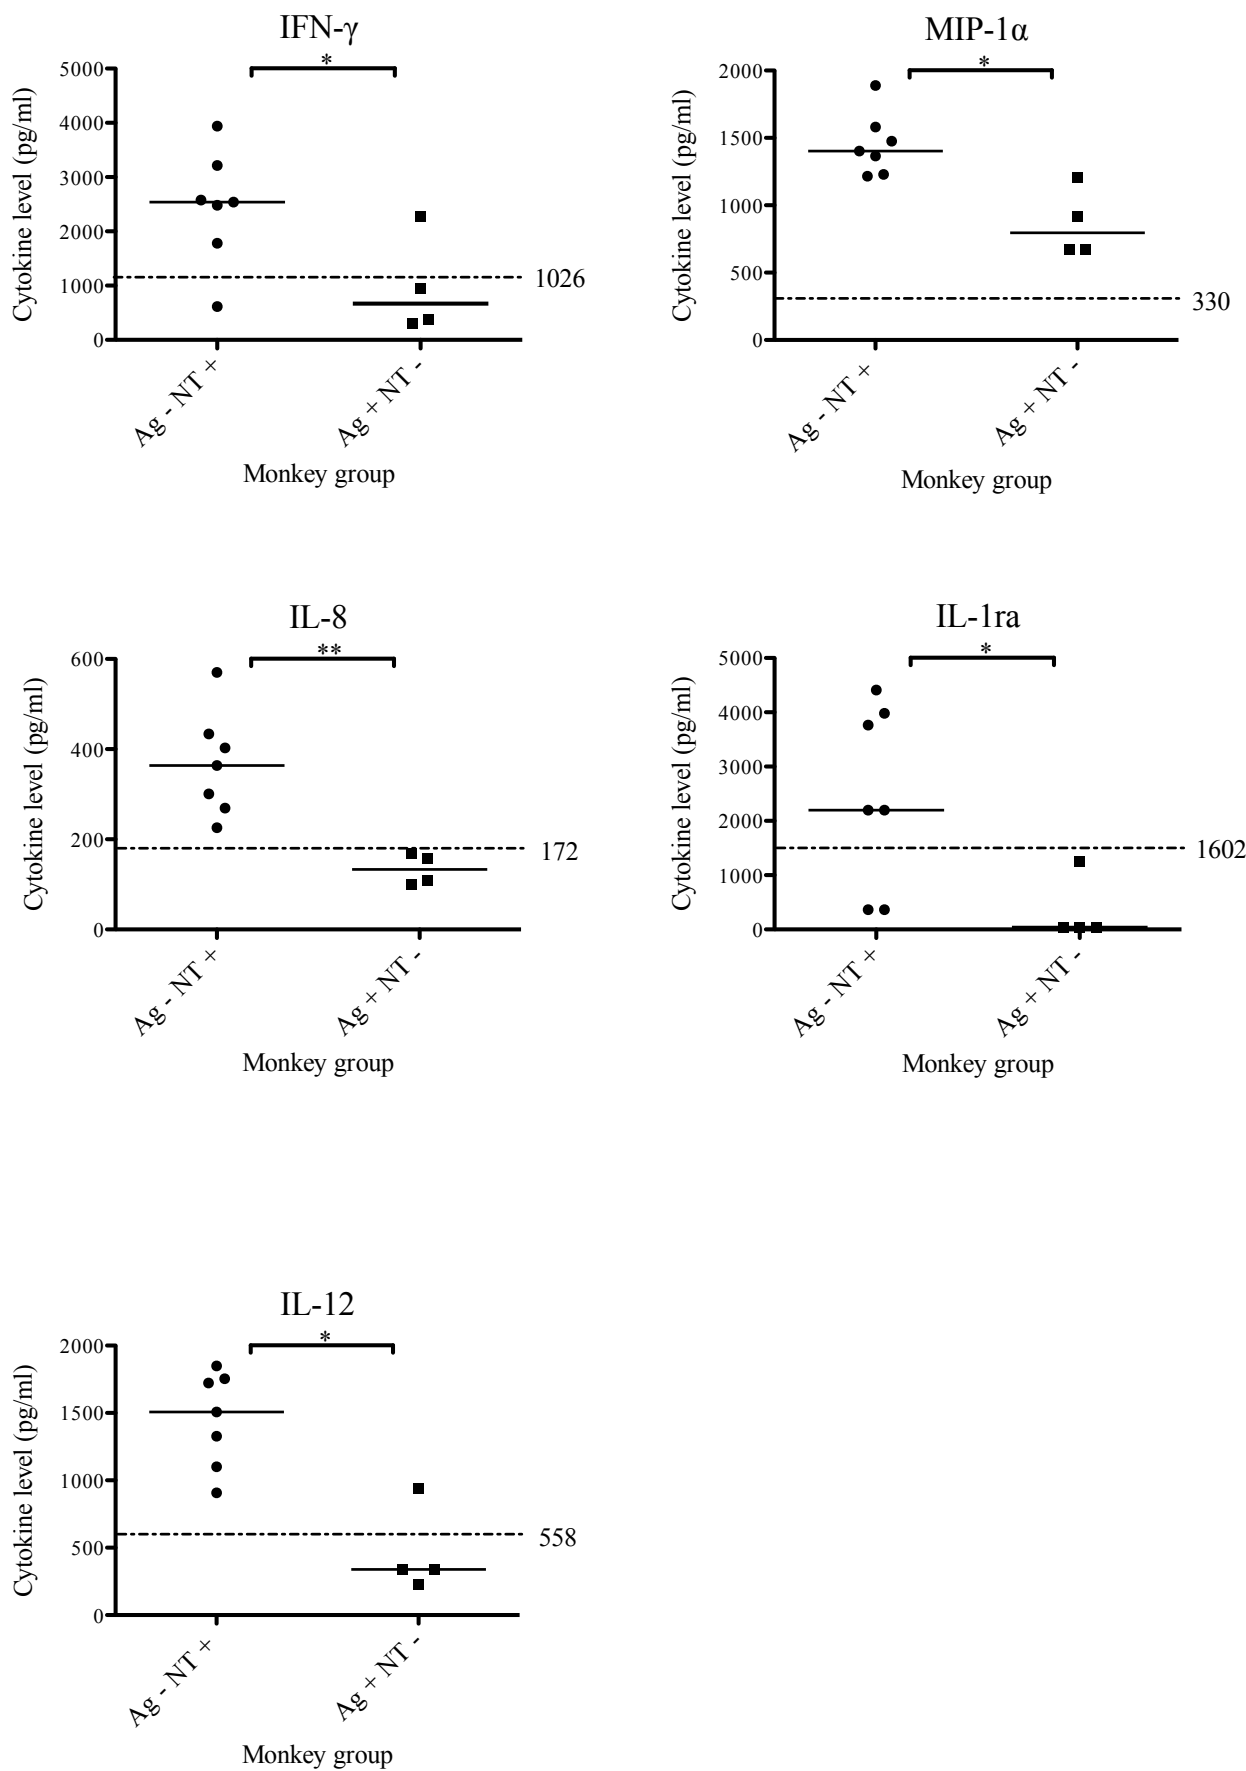 IFN-γ
*
Cytokine level (pg/ml)
5000
4000
3000
2000
1000
0
1026
Ag - NT +
Ag + NT -
Monkey group
MIP-1α
*
Cytokine level (pg/ml)
2000
1500
1000
500
0
330
Ag - NT +
Ag + NT -
Monkey group
IL-8
**
Cytokine level (pg/ml)
600
400
200
0
172
Ag - NT +
Ag + NT -
Monkey group
IL-1ra
*
Cytokine level (pg/ml)
5000
4000
3000
2000
1000
0
1602
Ag - NT +
Ag + NT -
Monkey group
IL-12
*
Cytokine level (pg/ml)
2000
1500
1000
500
0
558
Ag - NT +
Ag + NT -
Monkey group